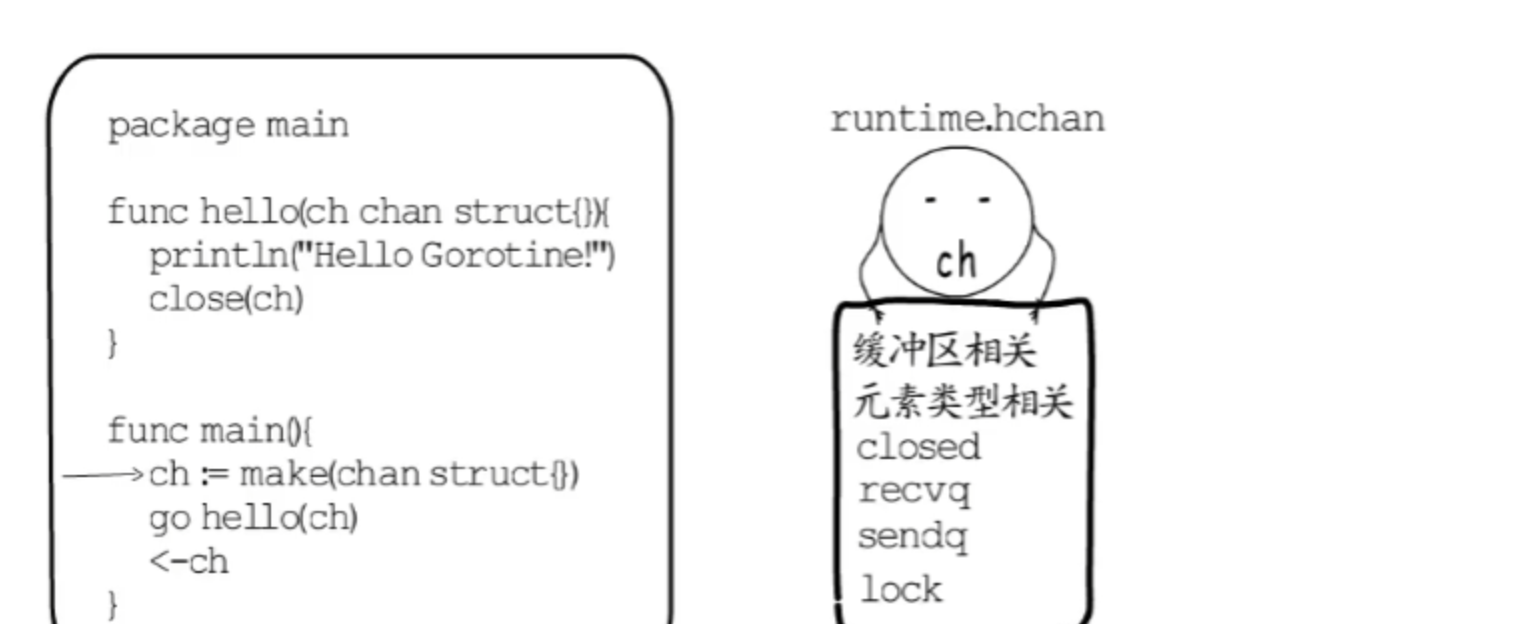 package main
func hello(ch chan struct{}){
println("Hello Gorotine!")
close(ch)
}
func main(){
ch := make(chan struct{})
go hello(ch)
<-ch
}
runtime.hchan
ch
缓冲区相关
元素类型相关
closed
recvq
sendq
lock